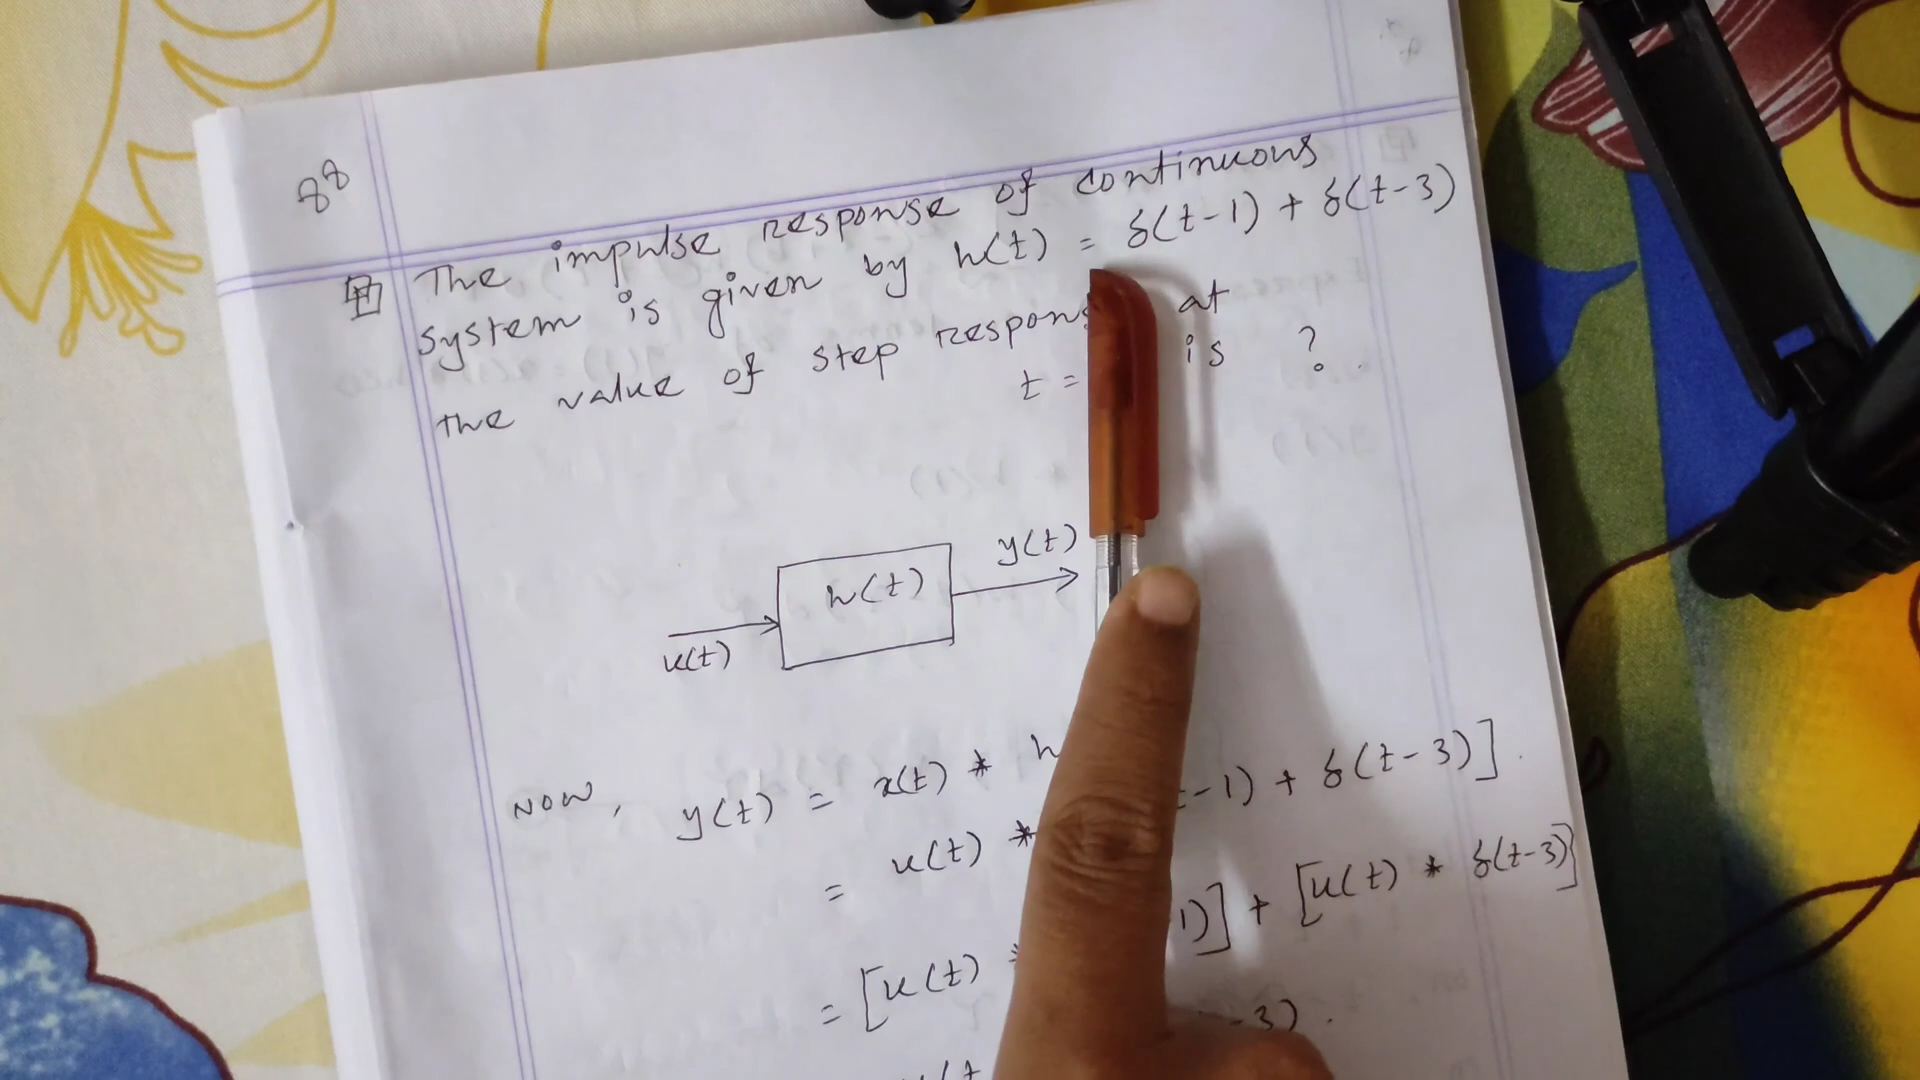 88
The impulse response of continuous
system is given by h(t) = δ(t-1) + δ(t-3)
the value of step respons at
t = is ?
h(t)
y(t)
u(t)
NOW, y(t) = x(t) * h
= u(t) * t-1) + δ(t-3)].
= [u(t) * 1)] + [u(t) * δ(t-3)]
-3).